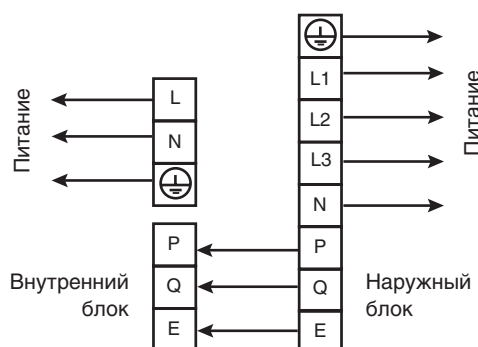 Питание
L
N
P
Q
E
Внутренний
блок
L1
L2
L3
N
P
Q
E
Питание
Наружный
блок